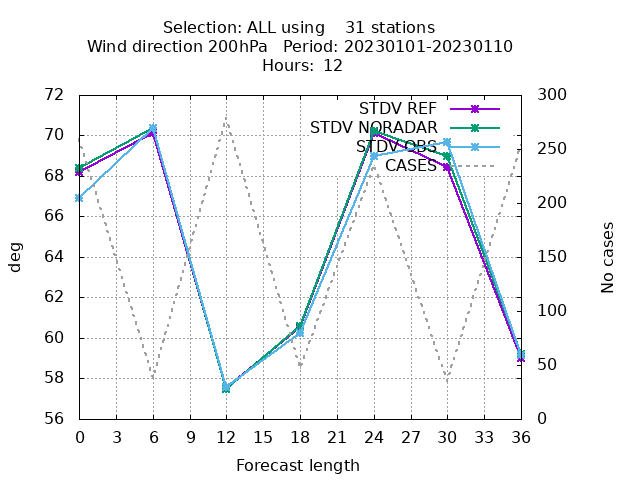 Selection: ALL using    31 stations
Wind direction 200hPa   Period: 20230101-20230110
Hours: 12
STDV REF
STDV NORADAR
STDV OBS
CASES
72
70
68
66
64
62
60
58
56
deg
300
250
200
150
100
50
0
No cases
0 3 6 9 12 15 18 21 24 27 30 33 36
Forecast length